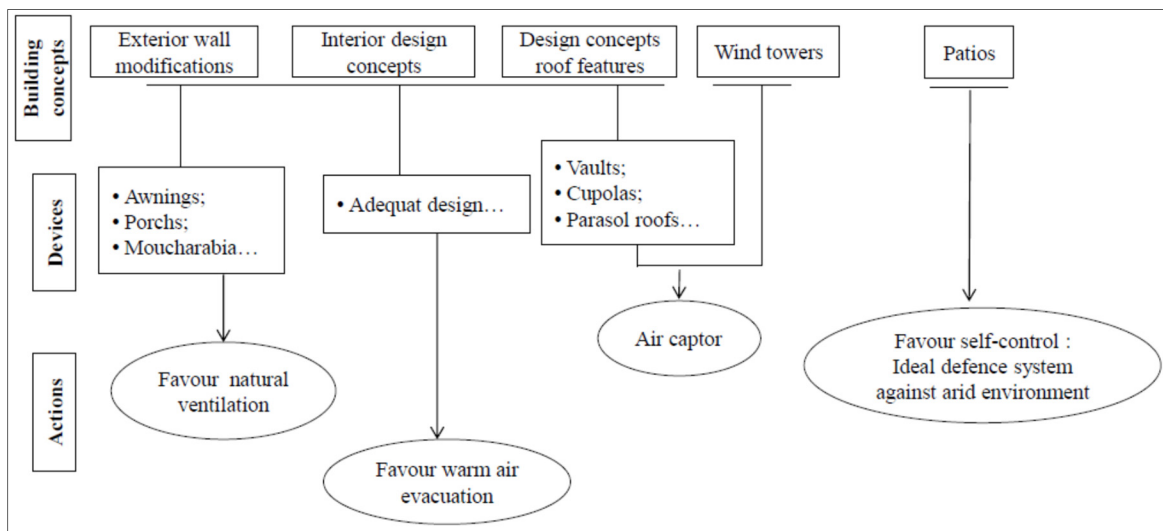 Building
concepts
Exterior wall
modifications
Interior design
concepts
Design concepts
roof features
Wind towers
Patios
Devices
• Awnings;
• Porchs;
• Moucharabia…
• Adequat design…
• Vaults;
• Cupolas;
• Parasol roofs…
Actions
Favour natural
ventilation
Favour warm air
evacuation
Air captor
Favour self-control :
Ideal defence system
against arid environment